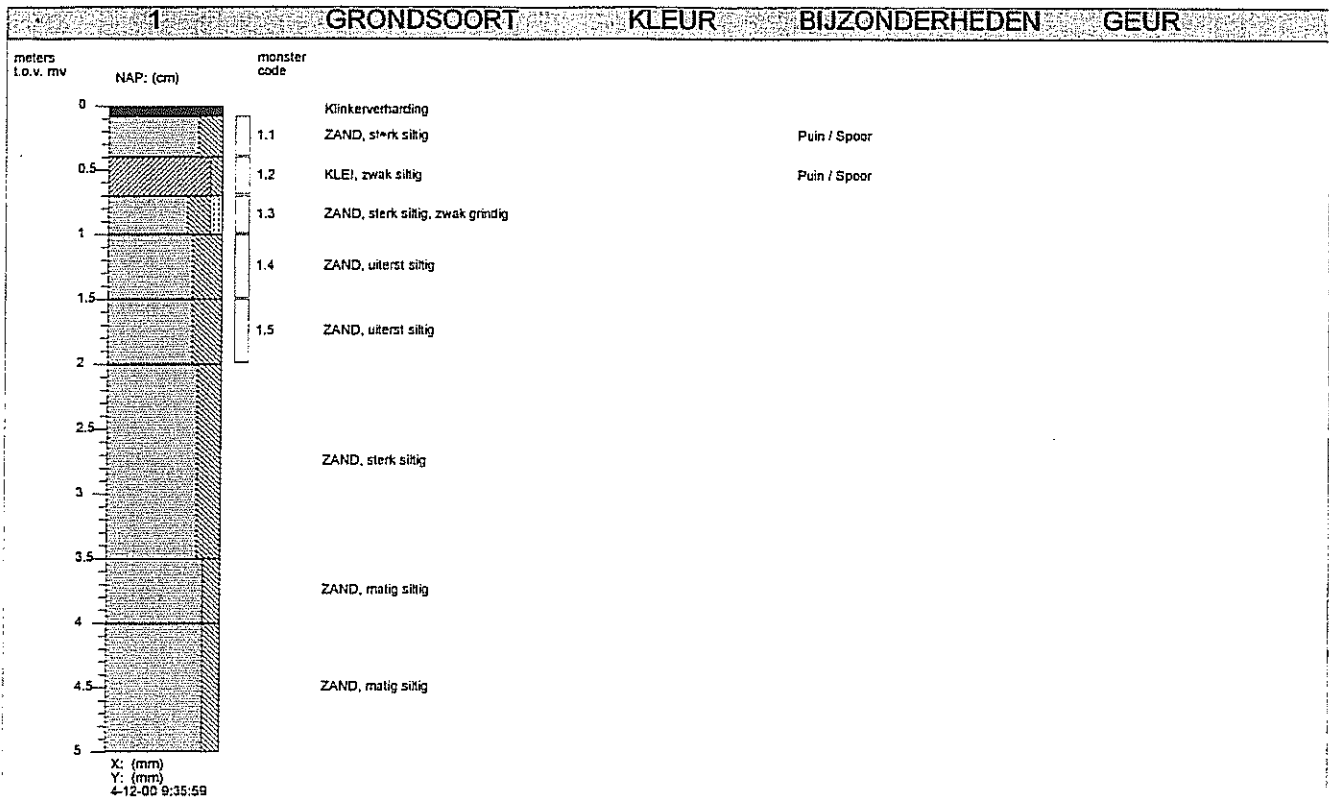 1 GRONDSOORT KLEUR BIJZONDERHEDEN GEUR
meters
t.o.v. mv
NAP: (cm)
monster
code
0
Klinkerverharding
1.1 ZAND, sterk siltig Puin / Spoor
0.5
1.2 KLEI, zwak siltig Puin / Spoor
1.3 ZAND, sterk siltig, zwak grindig
1
1.4 ZAND, uiterst siltig
1.5
1.5 ZAND, uiterst siltig
2
2.5
ZAND, sterk siltig
3
3.5
ZAND, matig siltig
4
4.5 ZAND, matig siltig
5
X: (mm)
Y: (mm)
4-12-00 9:35:59